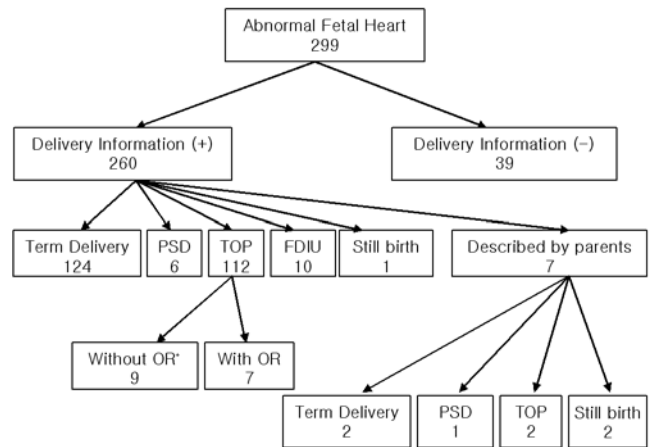 Abnormal Fetal Heart
299
Delivery Information (+)
260
Delivery Information (-)
39
Term Delivery
124
PSD
6
TOP
112
FDIU
10
Still birth
1
Described by parents
7
Without OR*
9
With OR
7
Term Delivery
2
PSD
1
TOP
2
Still birth
2